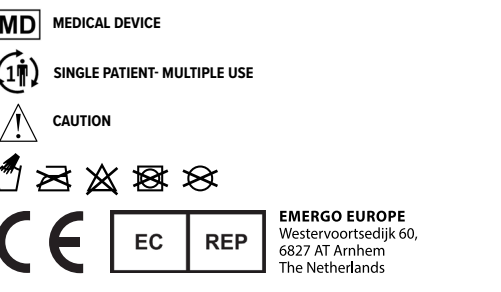 MD MEDICAL DEVICE
1 SINGLE PATIENT- MULTIPLE USE
! CAUTION
CE EC REP
EMERGO EUROPE
Westervoortsedijk 60,
6827 AT Arnhem
The Netherlands